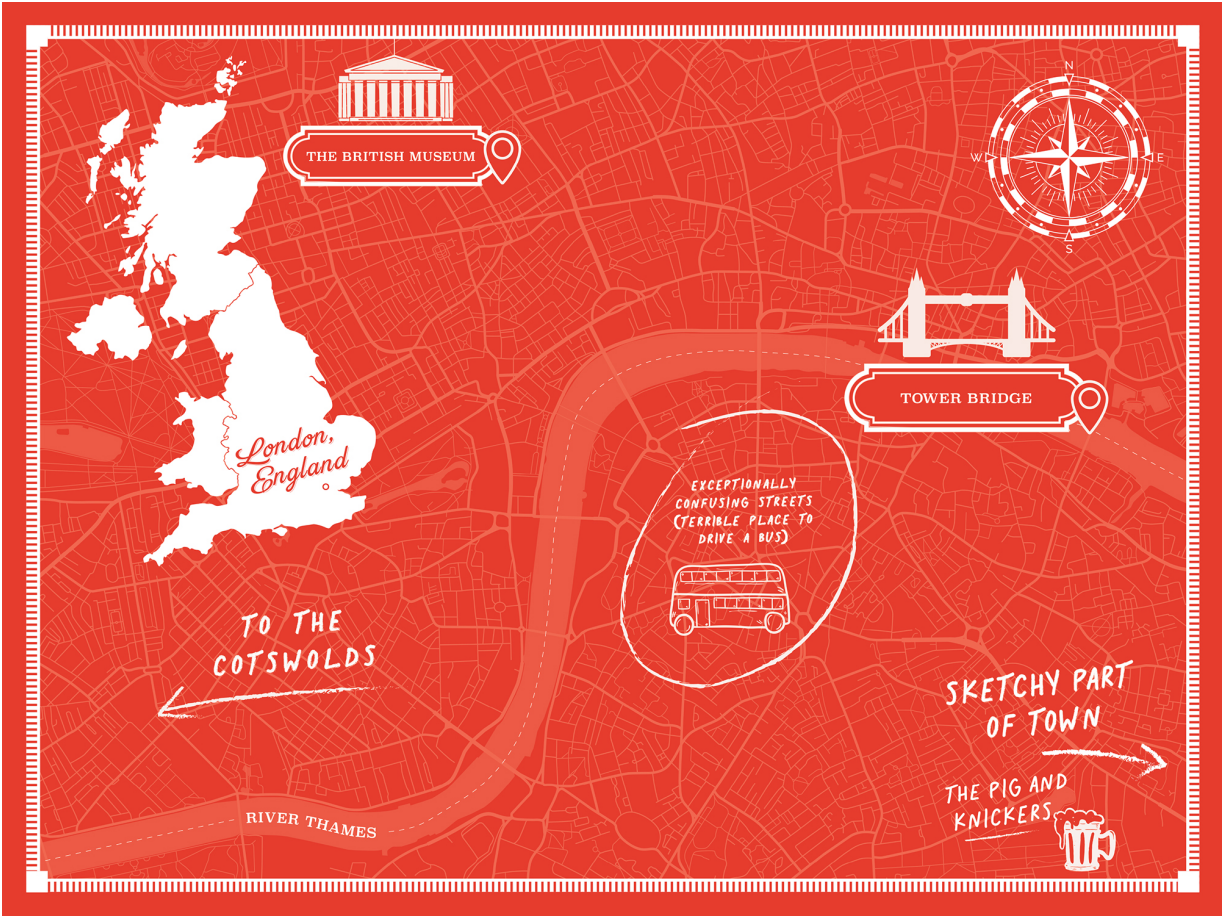 THE BRITISH MUSEUM
N
W
E
S
TOWER BRIDGE
London,
England
EXCEPTIONALLY
CONFUSING STREETS
(TERRIBLE PLACE TO
DRIVE A BUS)
TO THE
COTSWOLDS
SKETCHY PART
OF TOWN
THE PIG AND
KNICKERS
RIVER THAMES